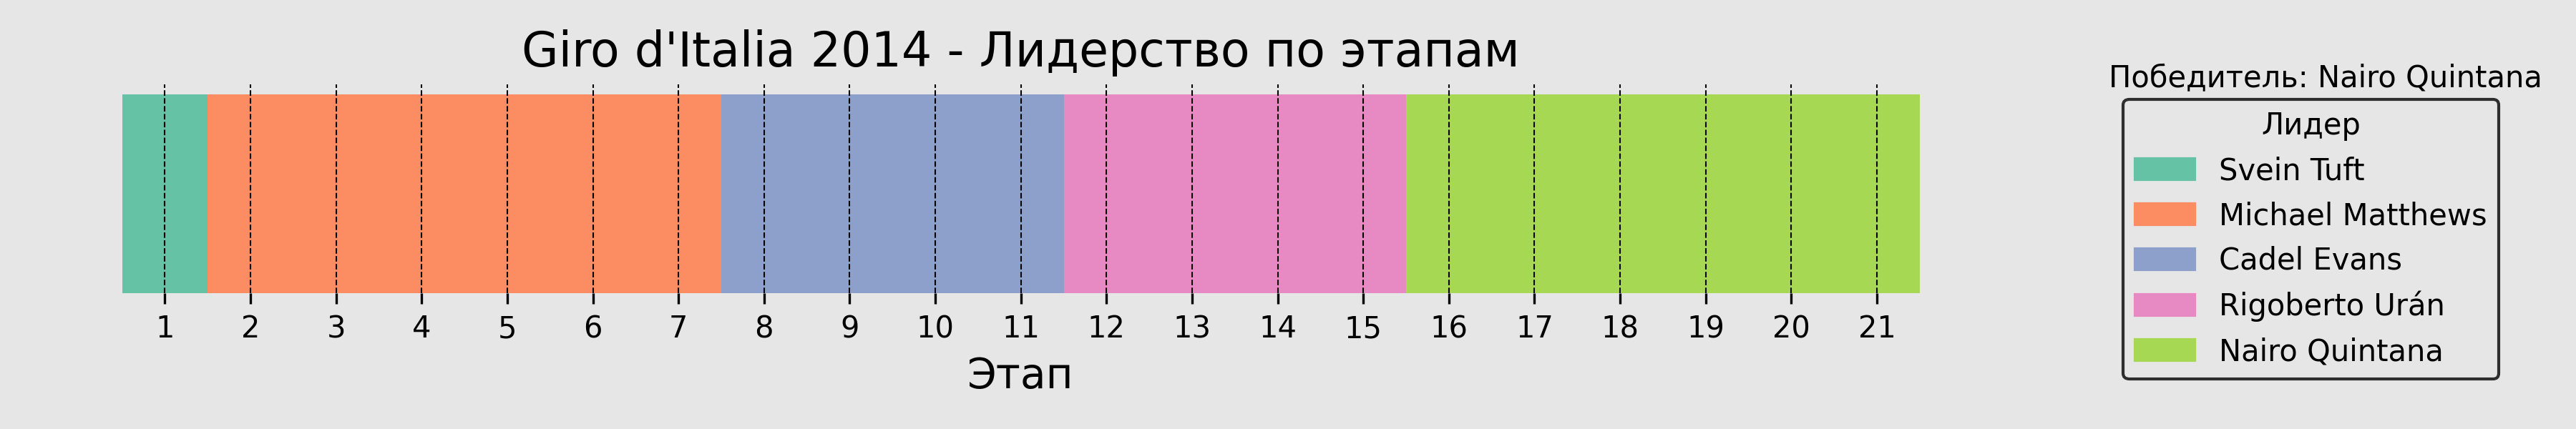 Giro d'Italia 2014 - Лидерство по этапам
1 2 3 4 5 6 7 8 9 10 11 12 13 14 15 16 17 18 19 20 21
Этап
Победитель: Nairo Quintana
Лидер
Svein Tuft
Michael Matthews
Cadel Evans
Rigoberto Urán
Nairo Quintana